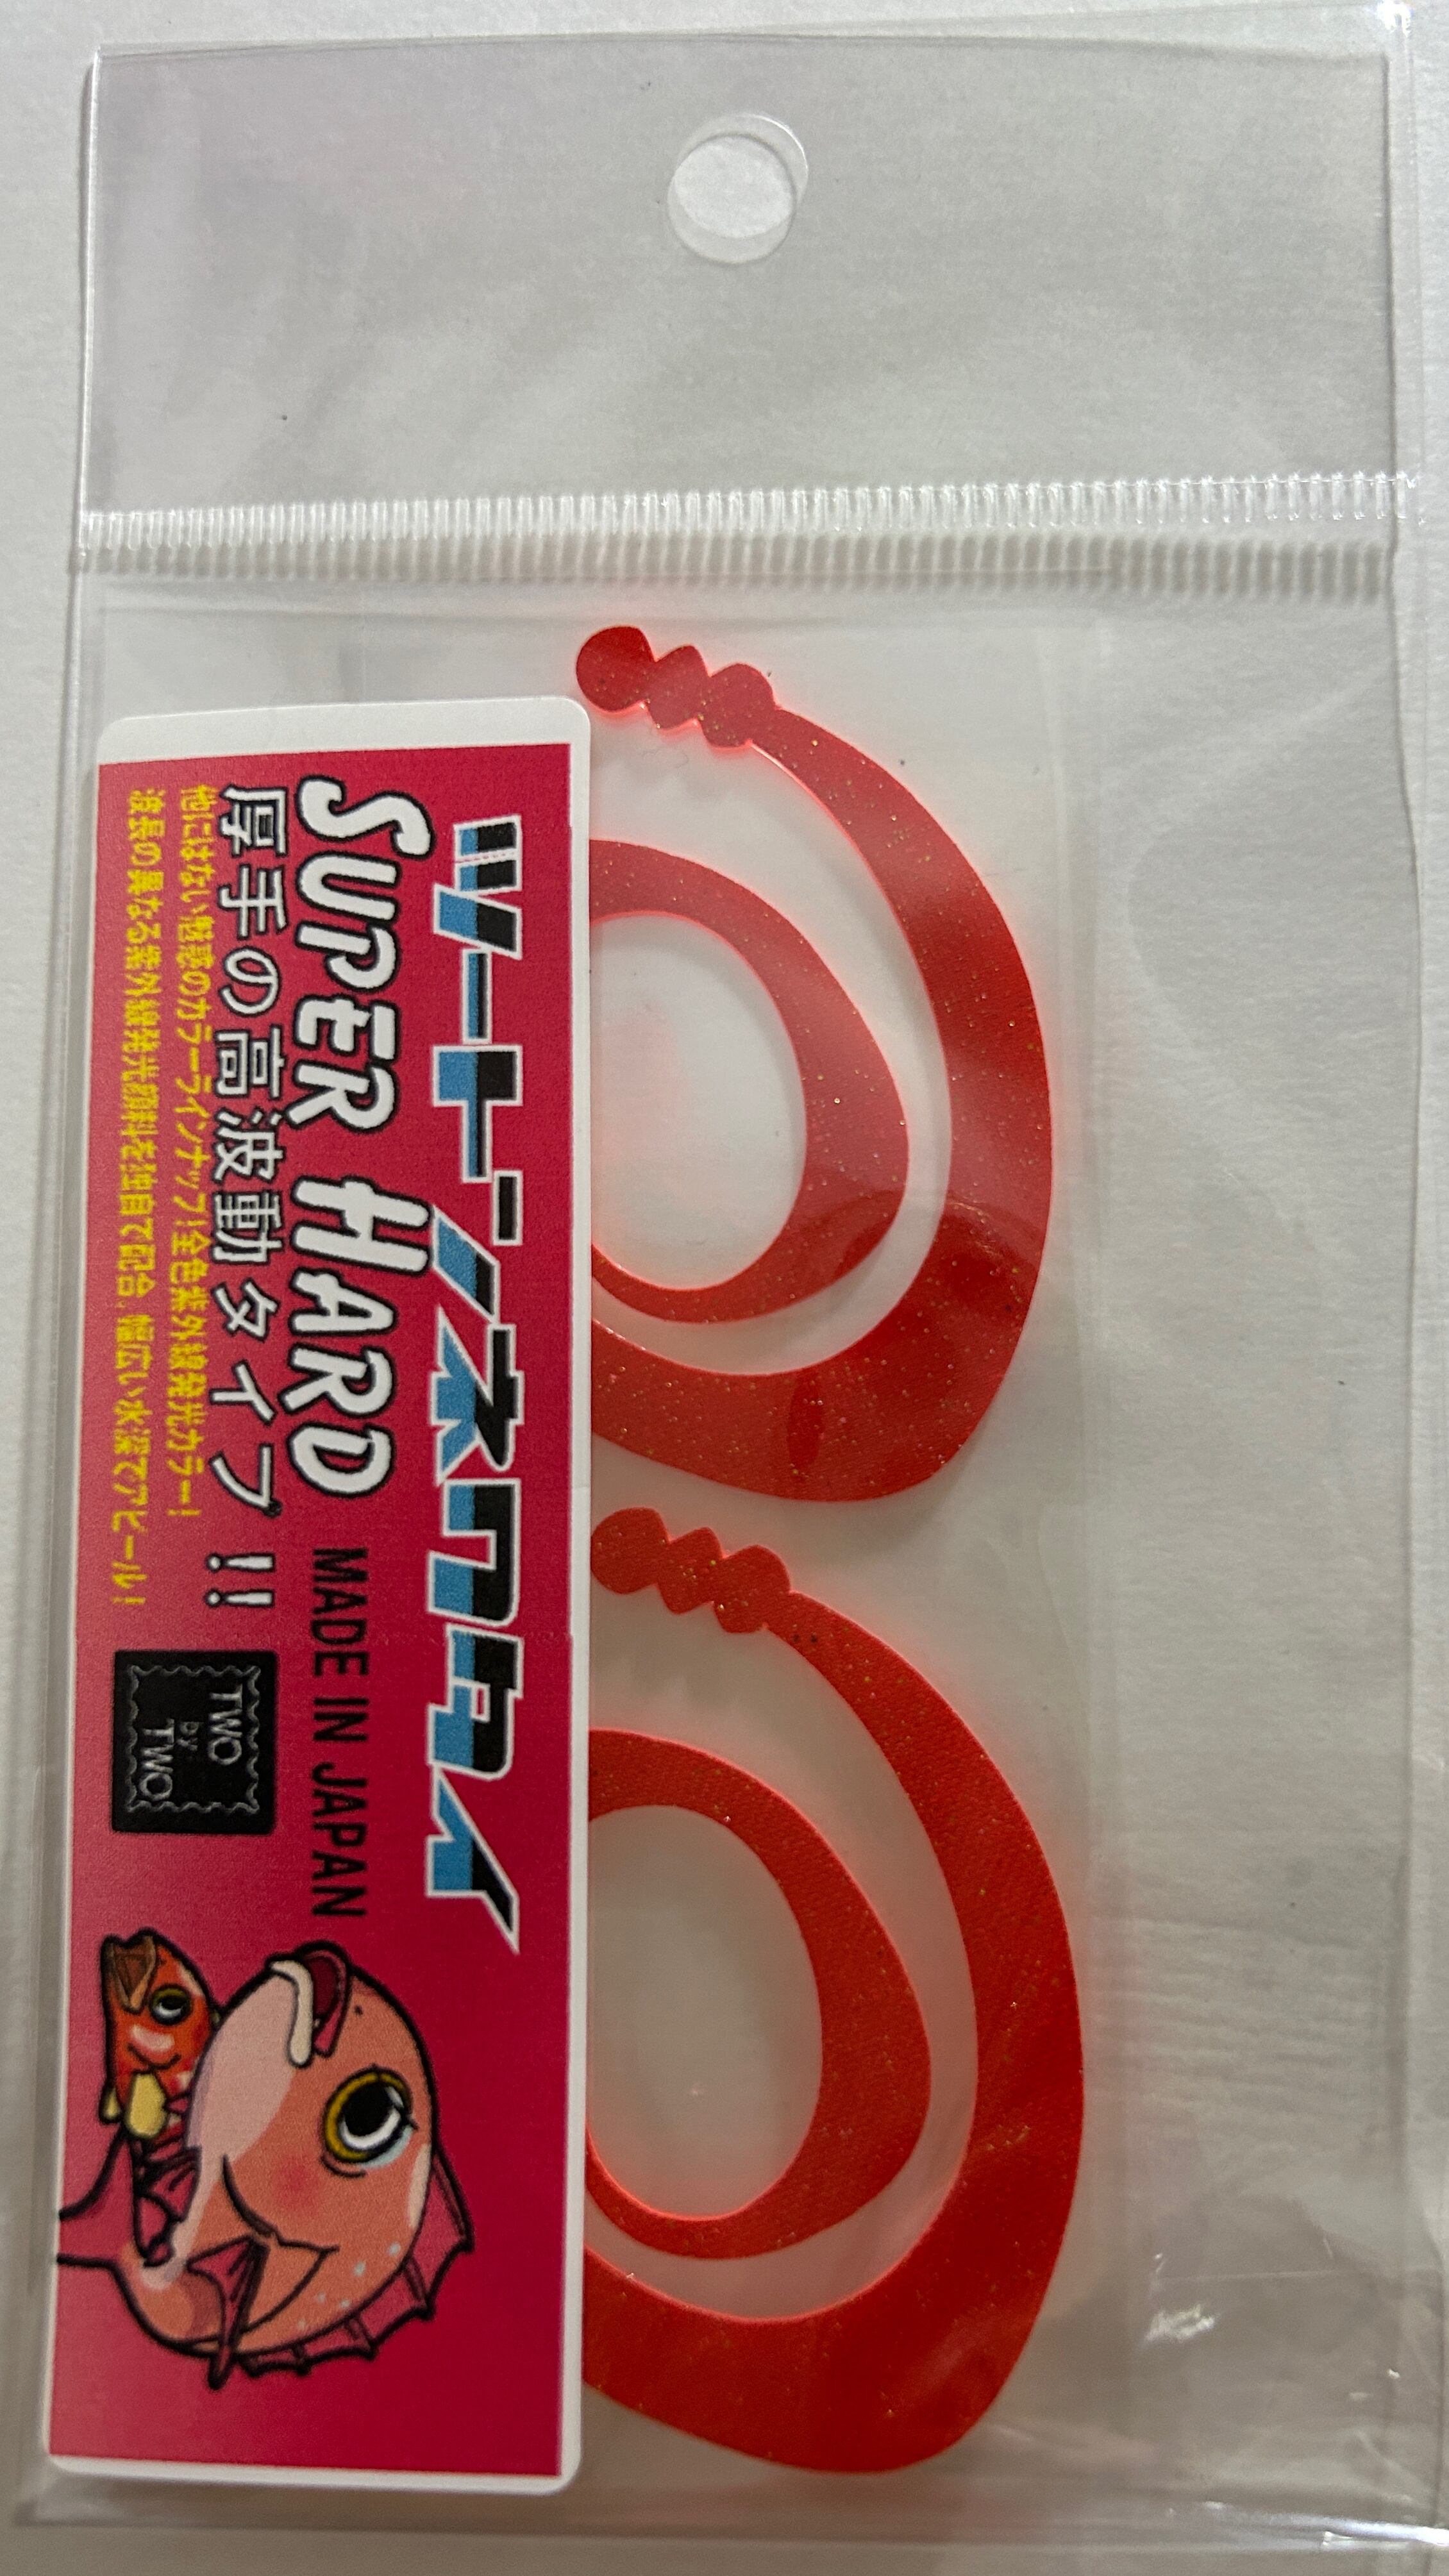 ツートンネクタイ
SUPER HARD MADE IN JAPAN
厚手の高波動タイプ!!
他にはない魅惑のカラーラインナップ!全色紫外線発光カラー!
波長の異なる紫外線発光顔料を独自で配合、幅広い水深でアピール!
TWO
by
TWO